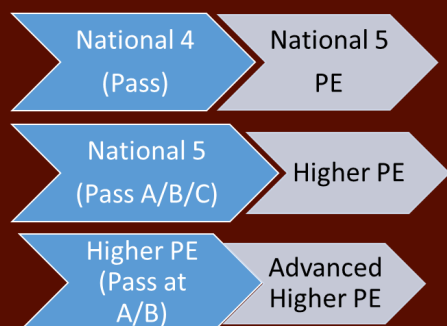 National 4
(Pass)
National 5
PE
National 5
(Pass A/B/C)
Higher PE
Higher PE
(Pass at
A/B)
Advanced
Higher PE